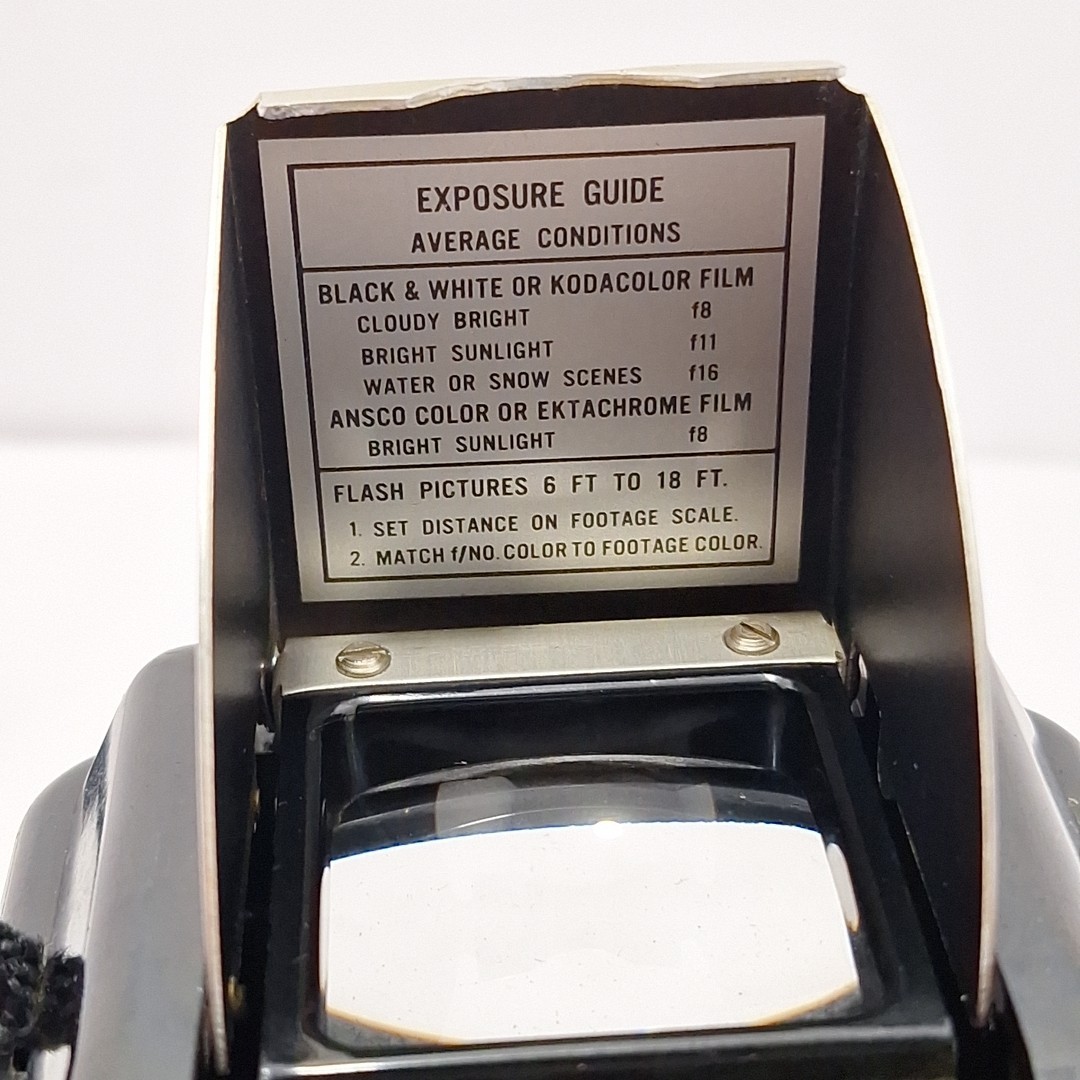 EXPOSURE GUIDE
AVERAGE CONDITIONS
BLACK & WHITE OR KODACOLOR FILM
CLOUDY BRIGHT f8
BRIGHT SUNLIGHT f11
WATER OR SNOW SCENES f16
ANSCO COLOR OR EKTACHROME FILM
BRIGHT SUNLIGHT f8
FLASH PICTURES 6 FT TO 18 FT.
1. SET DISTANCE ON FOOTAGE SCALE.
2. MATCH f/NO. COLOR TO FOOTAGE COLOR.